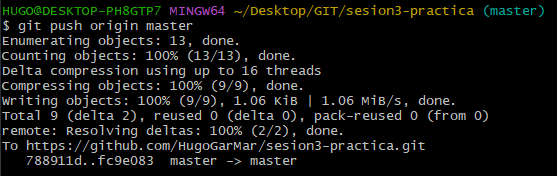 HUGO@DESKTOP-PH8GTP7 MINGW64 ~/Desktop/GIT/sesion3-practica (master)
$ git push origin master
Enumerating objects: 13, done.
Counting objects: 100% (13/13), done.
Delta compression using up to 16 threads
Compressing objects: 100% (9/9), done.
Writing objects: 100% (9/9), 1.06 KiB | 1.06 MiB/s, done.
Total 9 (delta 2), reused 0 (delta 0), pack-reused 0 (from 0)
remote: Resolving deltas: 100% (2/2), done.
To https://github.com/HugoGarMar/sesion3-practica.git
   788911d..fc9e083  master -> master